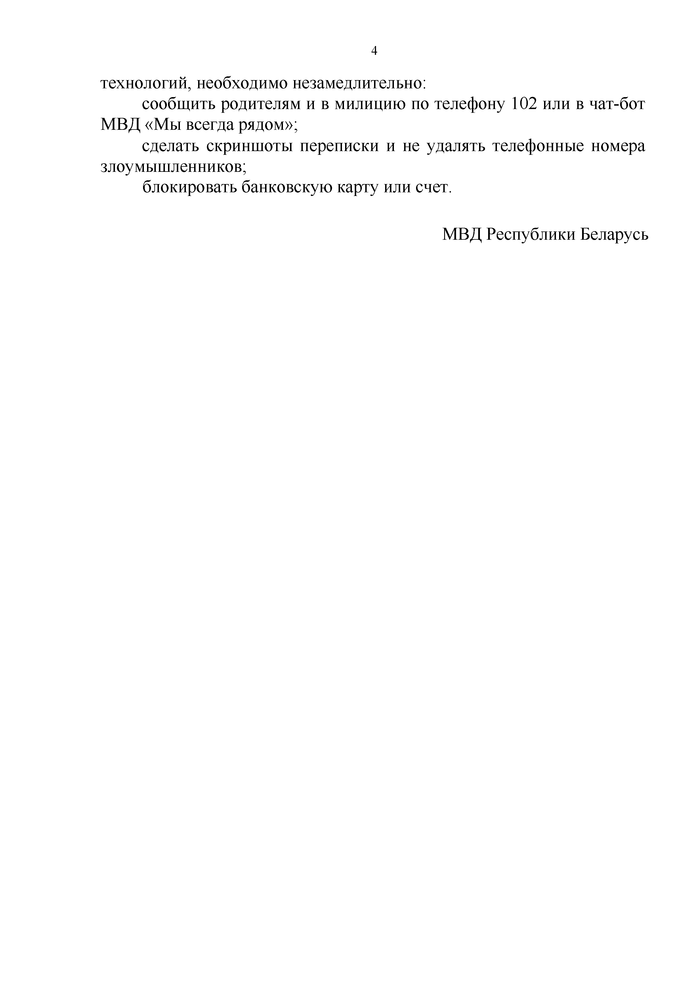 4
технологий, необходимо незамедлительно:
сообщить родителям и в милицию по телефону 102 или в чат-бот
МВД «Мы всегда рядом»;
сделать скриншоты переписки и не удалять телефонные номера
злоумышленников;
блокировать банковскую карту или счет.
МВД Республики Беларусь